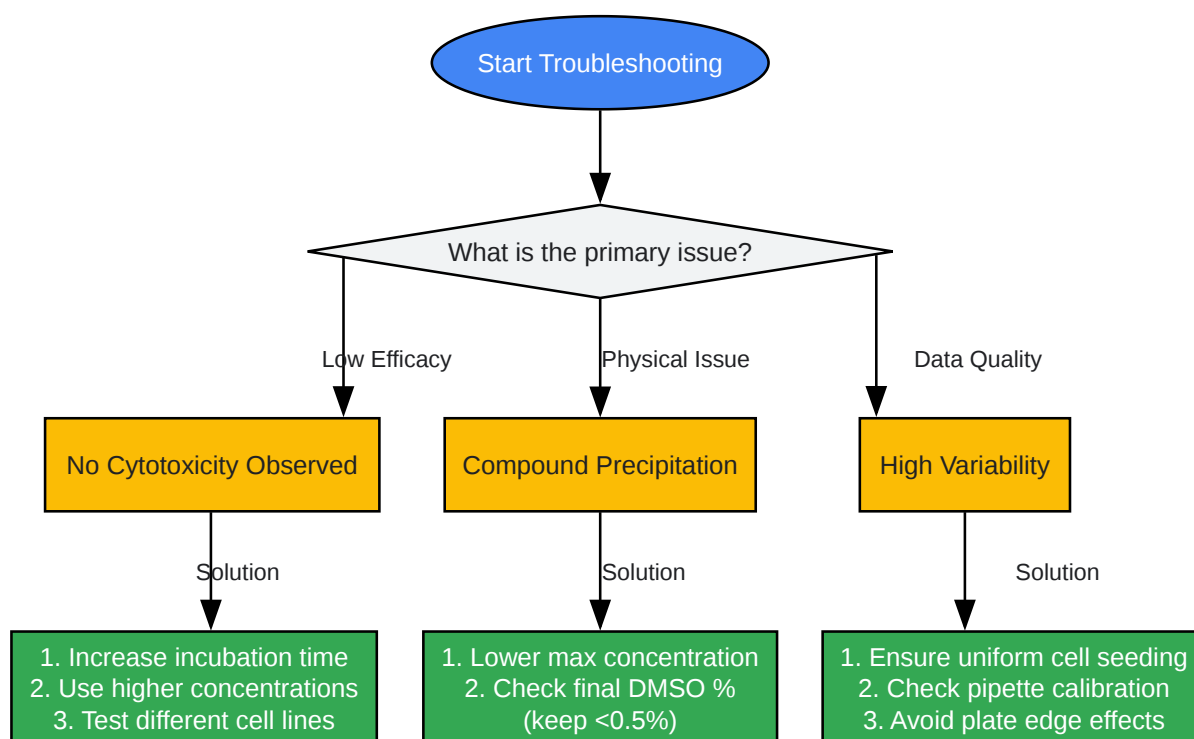 Start Troubleshooting
What is the primary issue?
Low Efficacy
Physical Issue
Data Quality
No Cytotoxicity Observed
Compound Precipitation
High Variability
Solution
Solution
Solution
1. Increase incubation time
2. Use higher concentrations
3. Test different cell lines
1. Lower max concentration
2. Check final DMSO %
(keep <0.5%)
1. Ensure uniform cell seeding
2. Check pipette calibration
3. Avoid plate edge effects